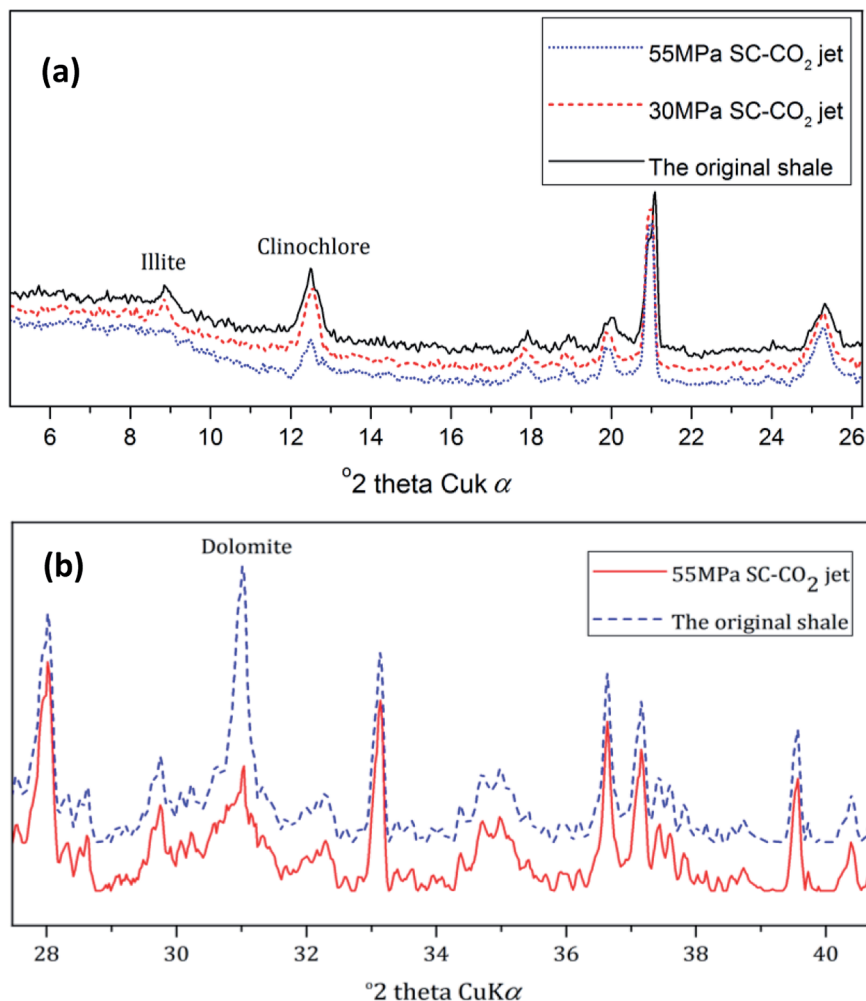 (a)
55MPa SC-CO₂ jet
30MPa SC-CO₂ jet
The original shale
Illite
Clinochlore
6 8 10 12 14 16 18 20 22 24 26
°2 theta Cuk α
(b)
Dolomite
55MPa SC-CO₂ jet
The original shale
28 30 32 34 36 38 40
°2 theta CuKα